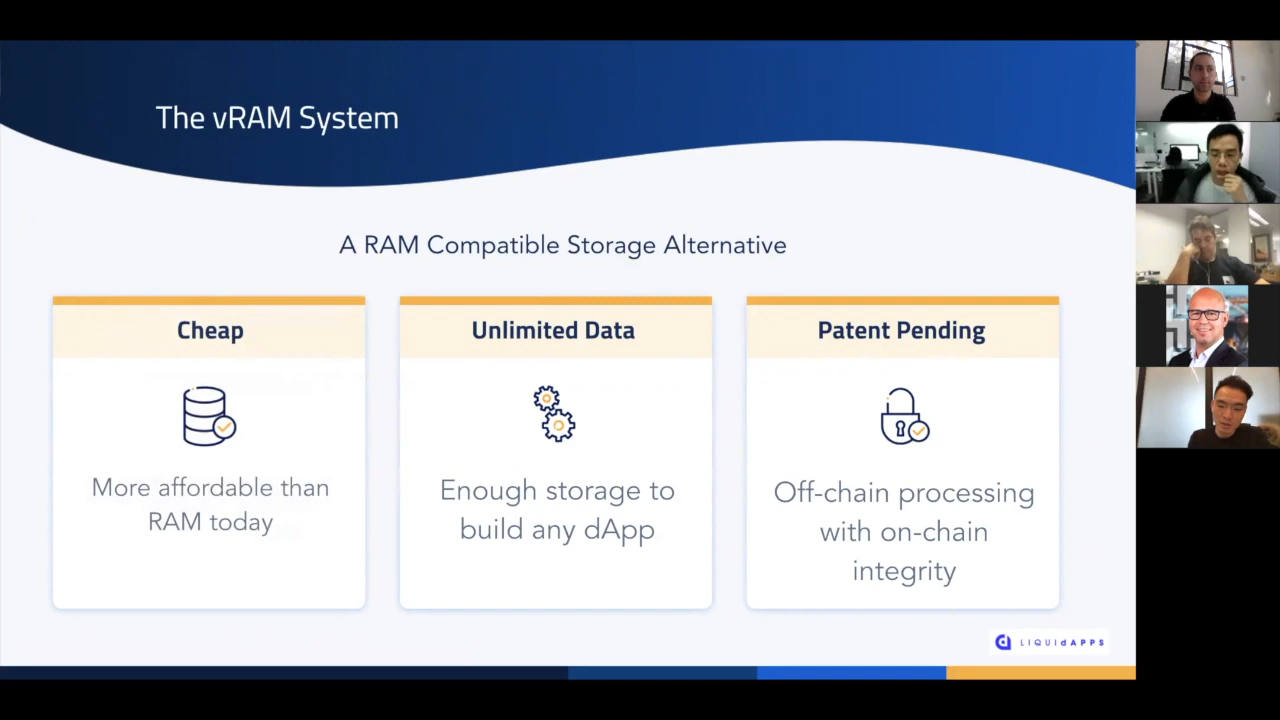 The vRAM System
A RAM Compatible Storage Alternative
Cheap
More affordable than
RAM today
Unlimited Data
Enough storage to
build any dApp
Patent Pending
Off-chain processing
with on-chain
integrity
LIQUIdAPPS